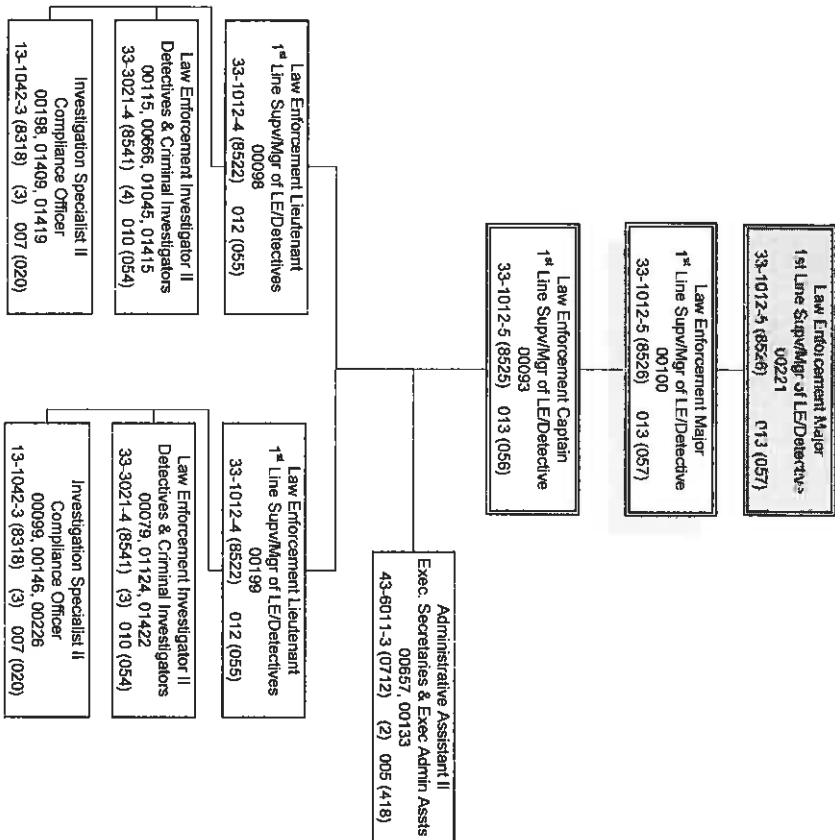 Law Enforcement Major
1st Line Supv/Mgr of LE/Detective
00221
33-1012-5 (8526) 013 (057)
Law Enforcement Major
1st Line Supv/Mgr of LE/Detective
00100
33-1012-5 (8526) 013 (057)
Law Enforcement Captain
1st Line Supv/Mgr of LE/Detective
00093
33-1012-5 (8525) 013 (056)
Administrative Assistant II
Exec. Secretaries & Exec Admin Assts
00657, 00133
43-6011-3 (0712) (2) 005 (418)
Law Enforcement Lieutenant
1st Line Supv/Mgr of LE/Detectives
00098
33-1012-4 (8522) 012 (055)
Law Enforcement Investigator II
Detectives & Criminal Investigators
00115, 00666, 01045, 01415
33-3021-4 (8541) (4) 010 (054)
Investigation Specialist II
Compliance Officer
00198, 01409, 01419
13-1042-3 (8318) (3) 007 (020)
Law Enforcement Lieutenant
1st Line Supv/Mgr of LE/Detectives
00199
33-1012-4 (8522) 012 (055)
Law Enforcement Investigator II
Detectives & Criminal Investigators
00079, 01124, 01422
33-3021-4 (8541) (3) 010 (054)
Investigation Specialist II
Compliance Officer
00099, 00146, 00226
13-1042-3 (8318) (3) 007 (020)